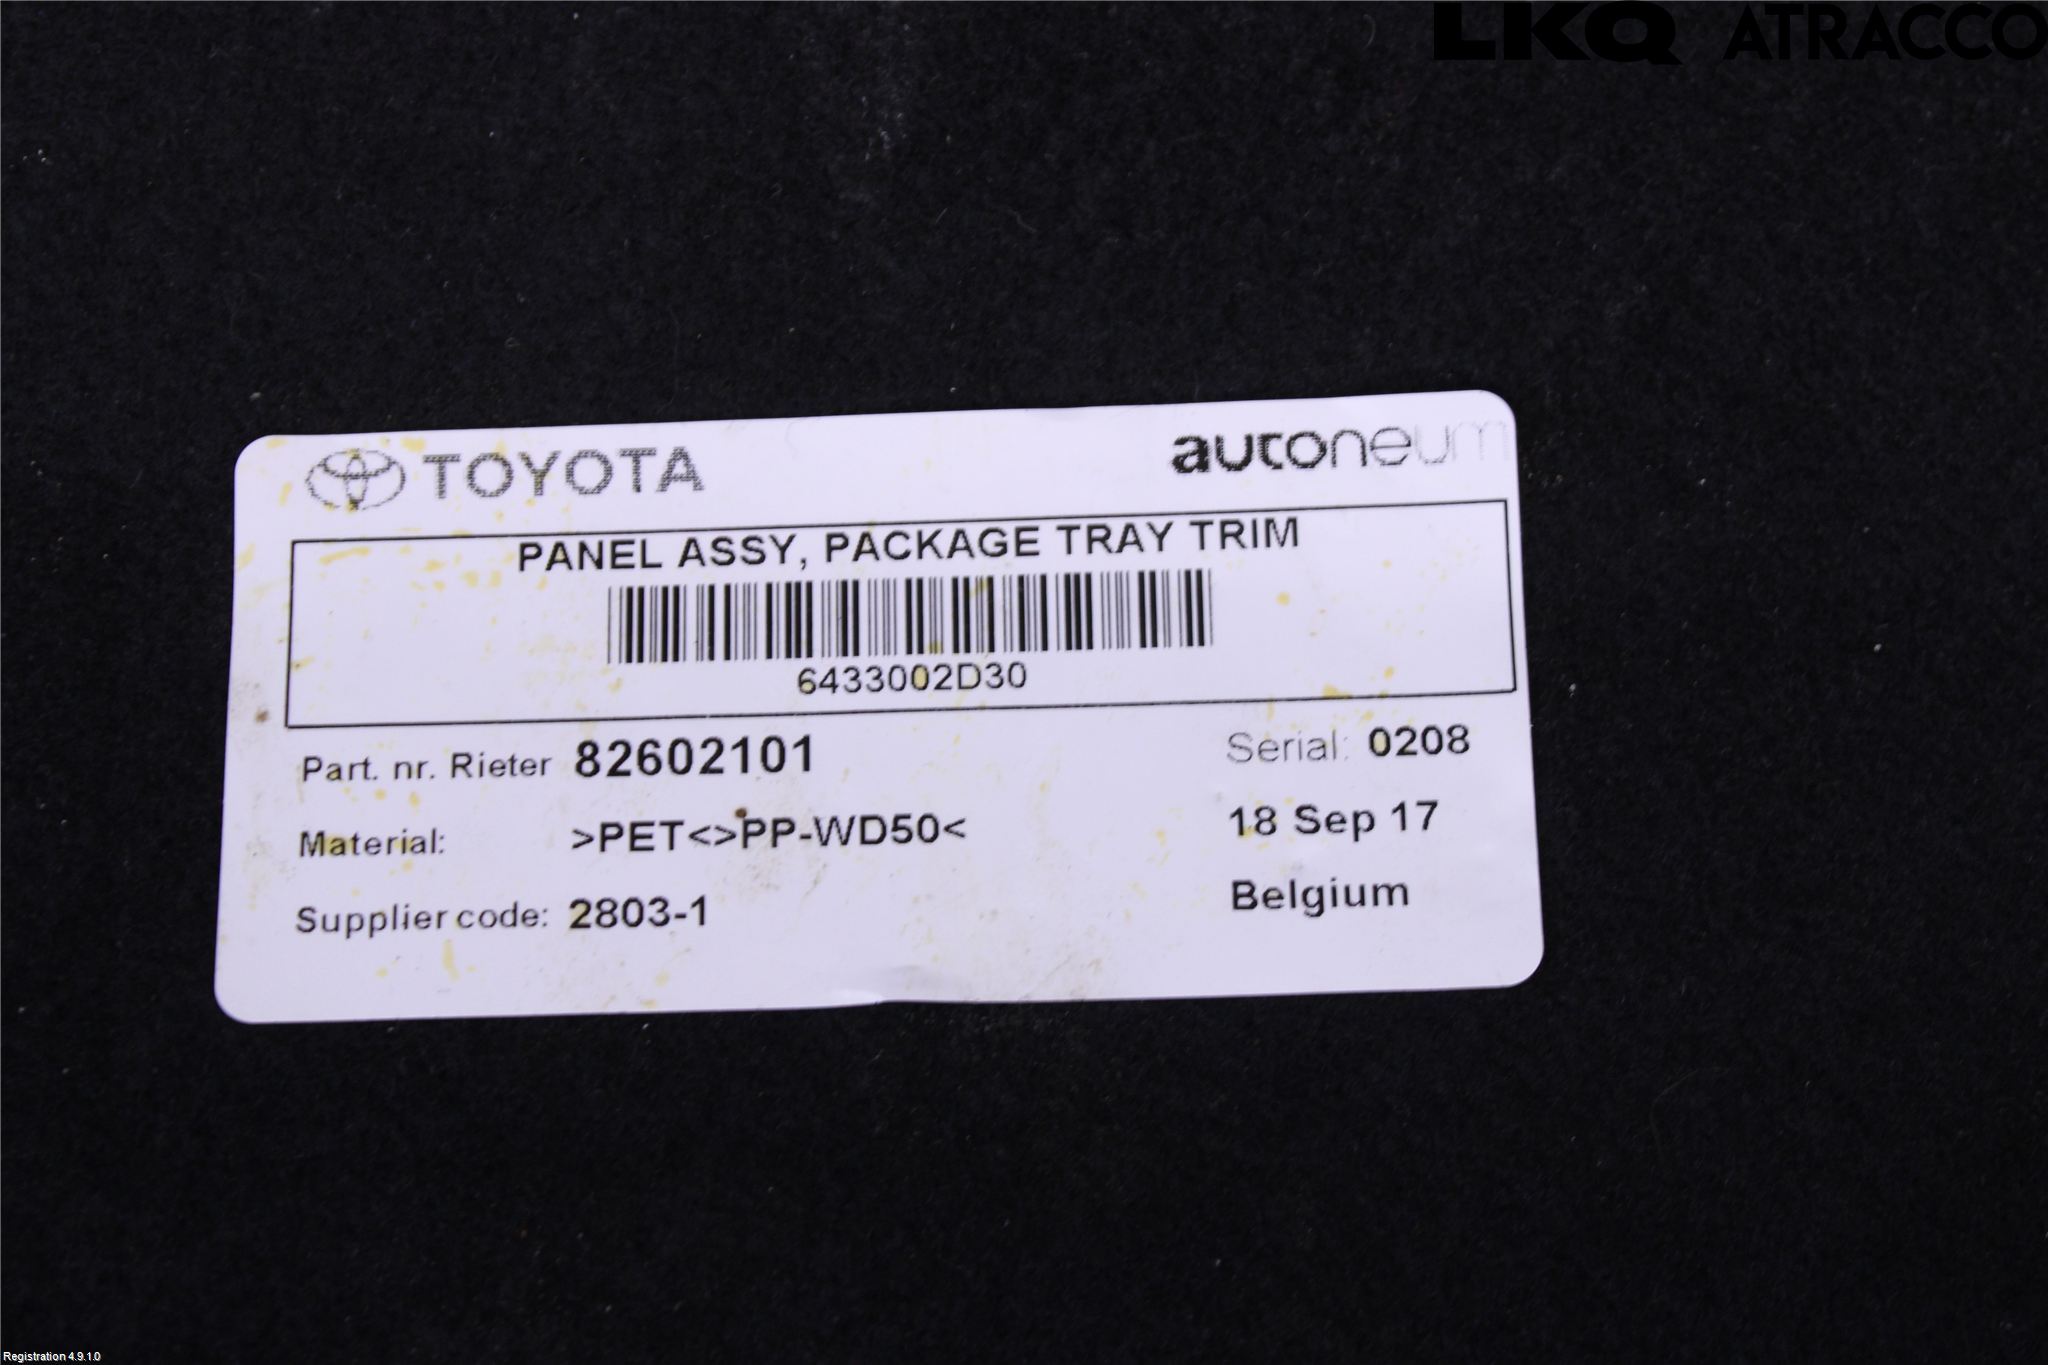 LKQ ATRACCO
TOYOTA
autoneum
PANEL ASSY, PACKAGE TRAY TRIM
6433002D30
Part. nr. Rieter 82602101
Serial: 0208
Material: >PET<>PP-WD50<
18 Sep 17
Supplier code: 2803-1
Belgium
Registration 4.9.1.0